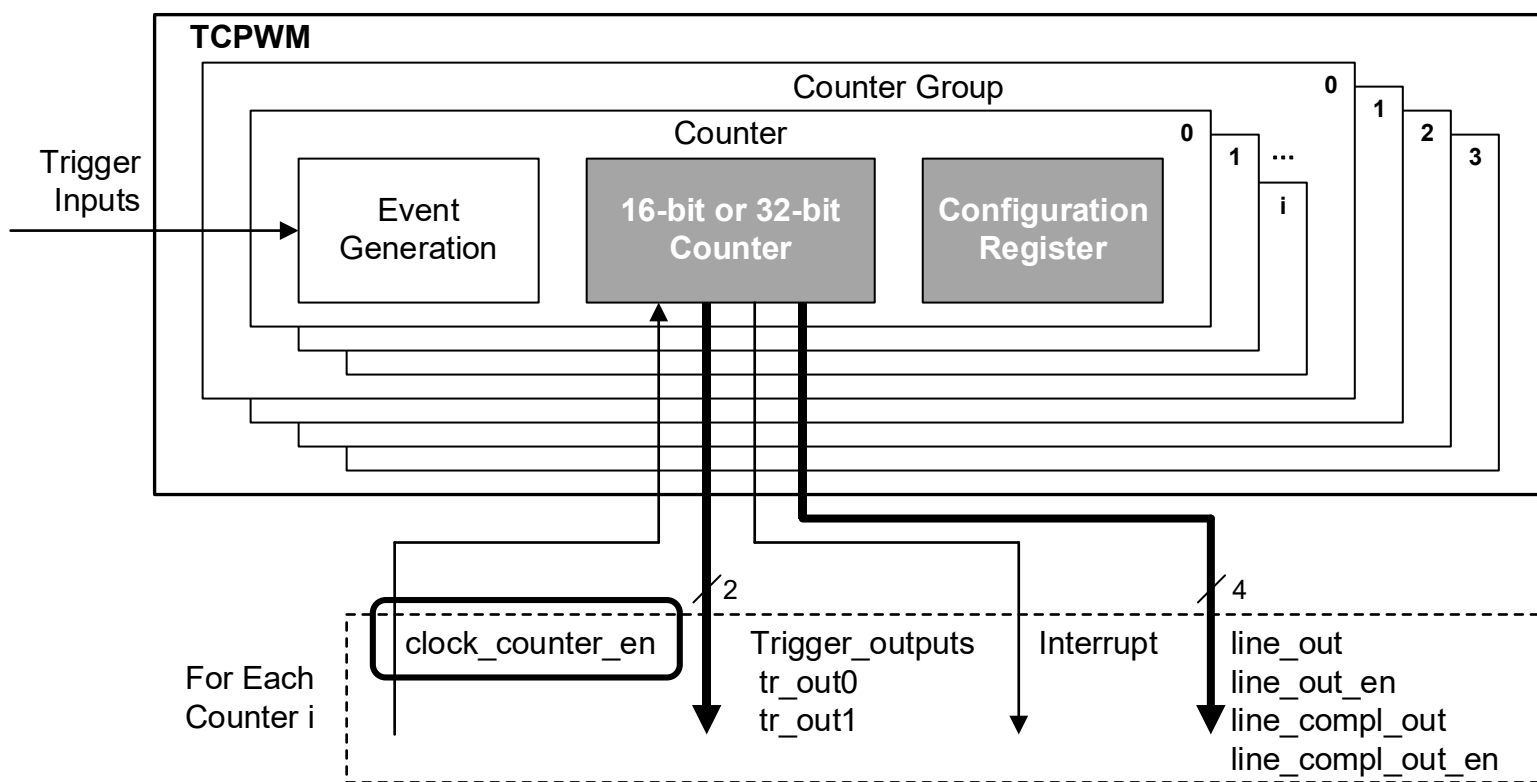 TCPWM
Counter Group
0
1
2
3
Counter
0
1
...
i
Trigger
Inputs
Event
Generation
16-bit or 32-bit
Counter
Configuration
Register
2
4
For Each
Counter i
clock_counter_en
Trigger_outputs
tr_out0
tr_out1
Interrupt
line_out
line_out_en
line_compl_out
line_compl_out_en